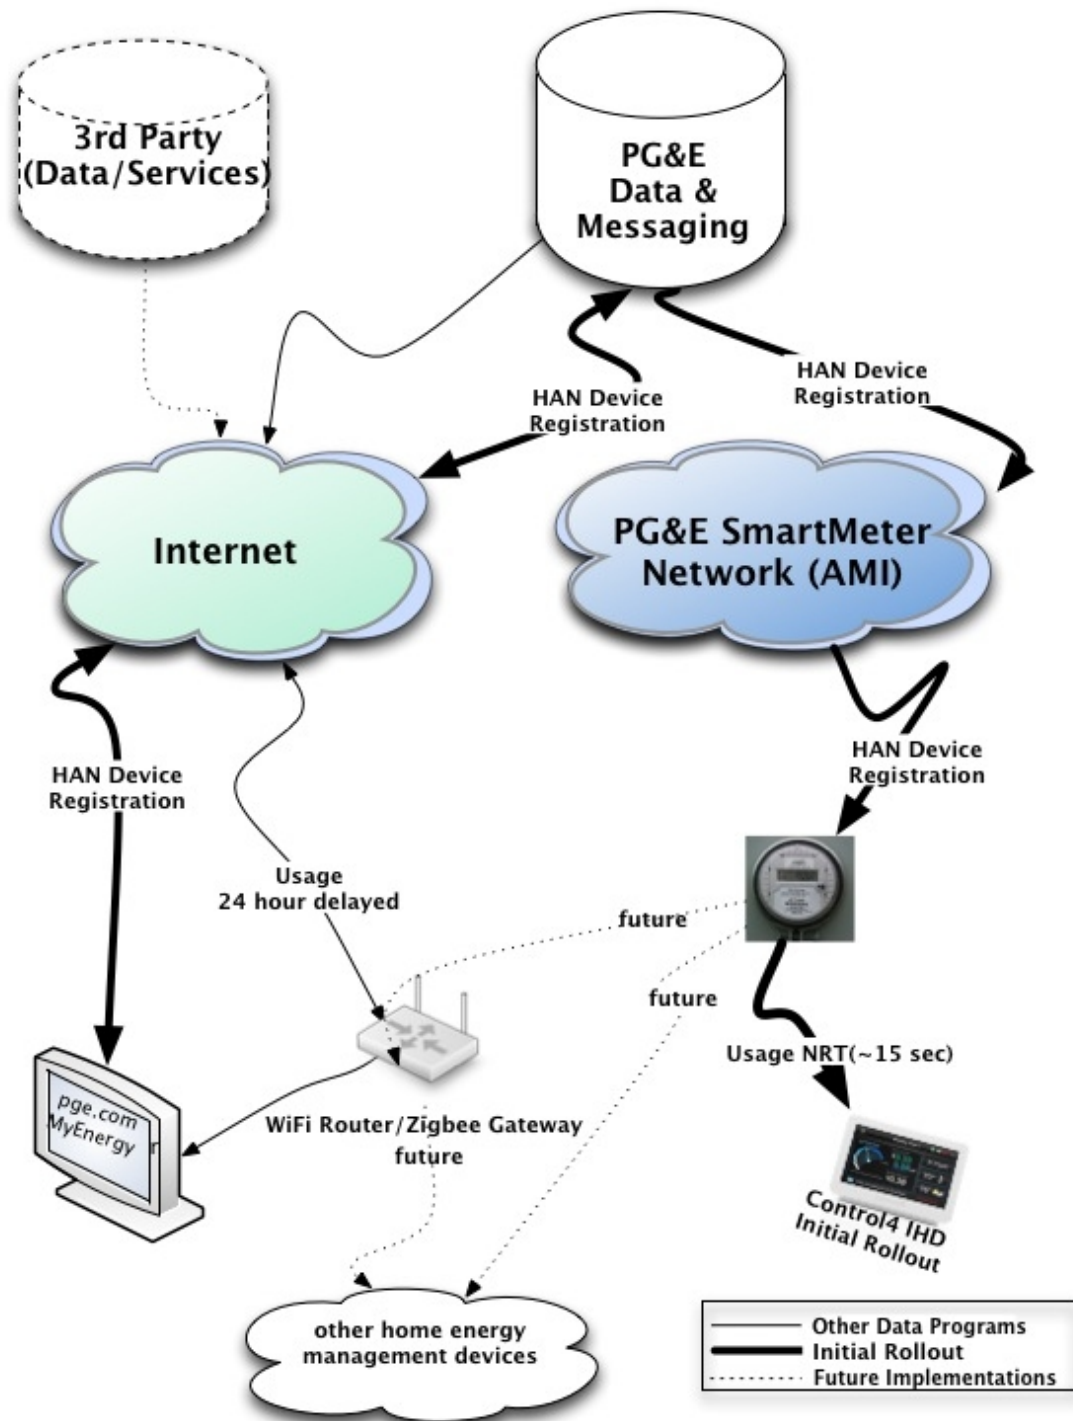 3rd Party
(Data/Services)
PG&E
Data &
Messaging
HAN Device
Registration
HAN Device
Registration
Internet
PG&E SmartMeter
Network (AMI)
HAN Device
Registration
HAN Device
Registration
Usage
24 hour delayed
future
future
Usage NRT(~15 sec)
pge.com
MyEnergy
r
WiFi Router/Zigbee Gateway
future
Control4 IHD
Initial Rollout
other home energy
management devices
Other Data Programs
Initial Rollout
Future Implementations